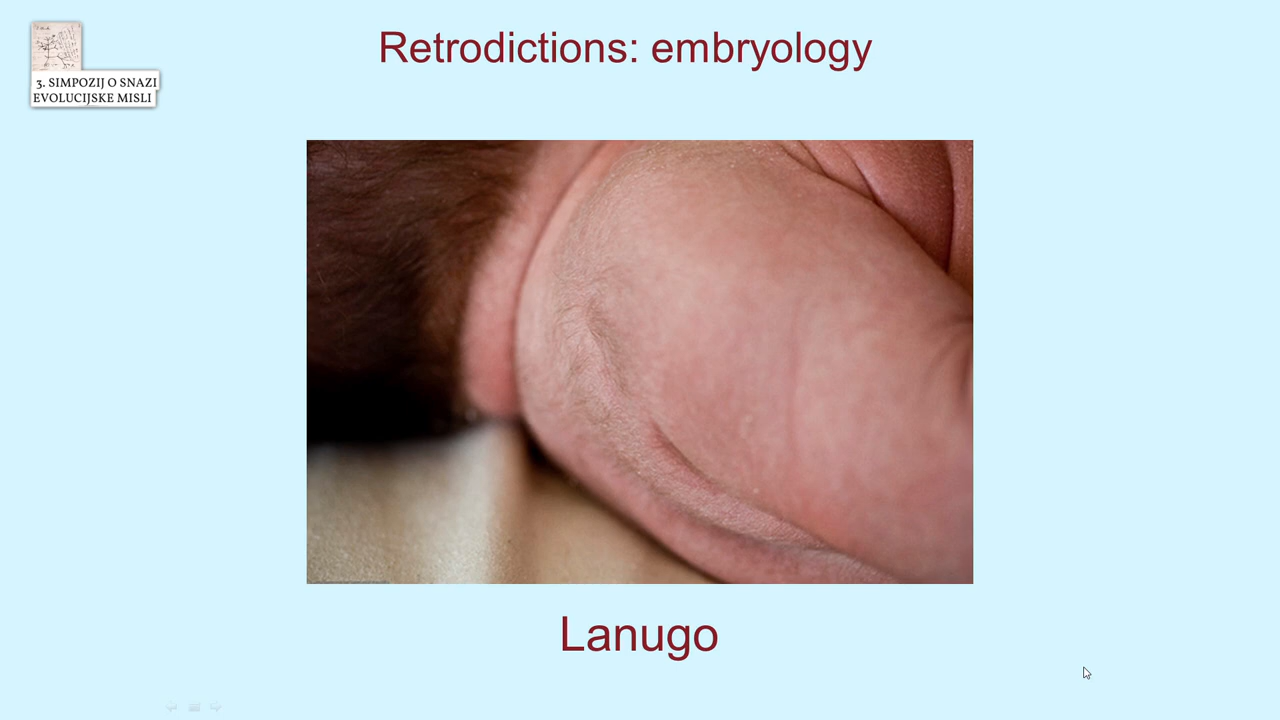 Retrodictions: embryology
3. SIMPOZIJ O SNAZI
EVOLUCIJSKE MISLI
Lanugo